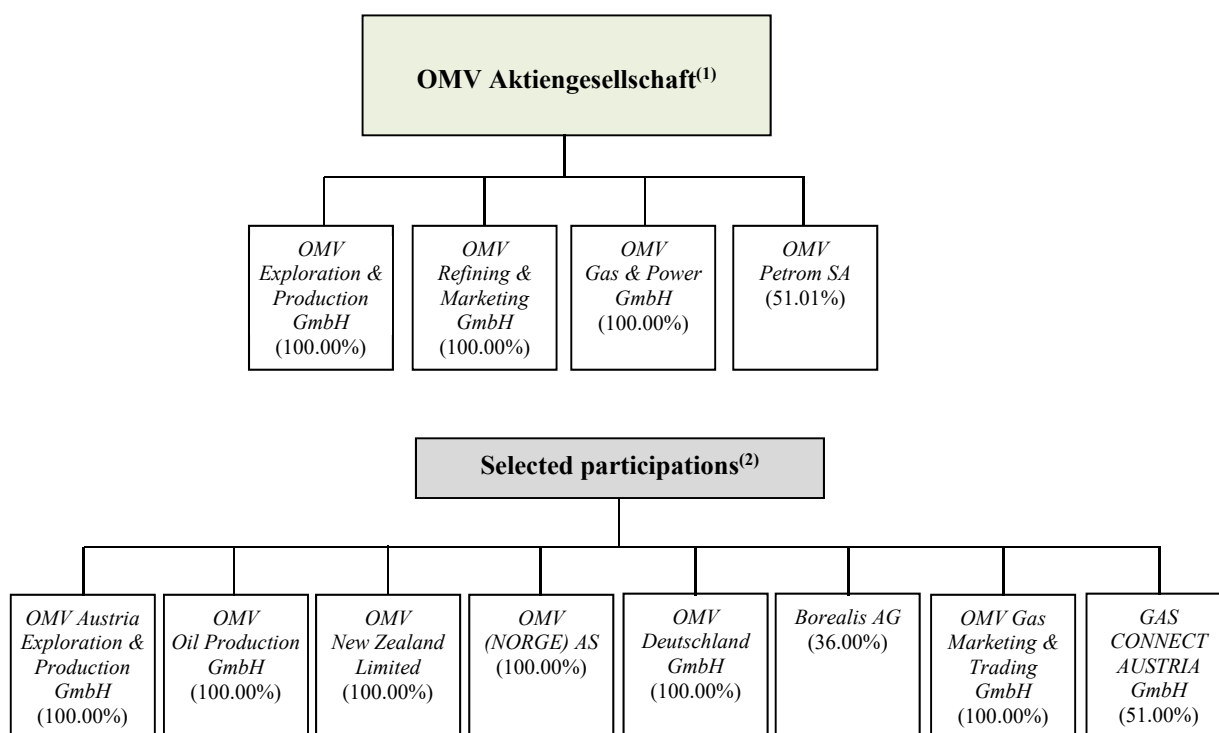 OMV Aktiengesellschaft(1)
OMV
Exploration &
Production
GmbH
(100.00%)
OMV
Refining &
Marketing
GmbH
(100.00%)
OMV
Gas & Power
GmbH
(100.00%)
OMV
Petrom SA
(51.01%)
Selected participations(2)
OMV Austria
Exploration &
Production
GmbH
(100.00%)
OMV
Oil Production
GmbH
(100.00%)
OMV
New Zealand
Limited
(100.00%)
OMV
(NORGE) AS
(100.00%)
OMV
Deutschland
GmbH
(100.00%)
Borealis AG
(36.00%)
OMV Gas
Marketing &
Trading
GmbH
(100.00%)
GAS
CONNECT
AUSTRIA
GmbH
(51.00%)